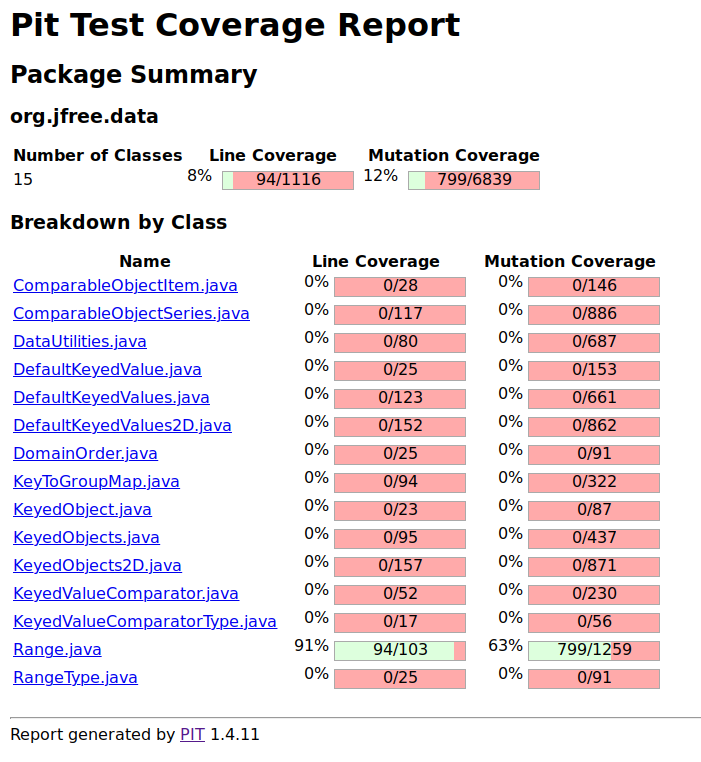 Pit Test Coverage Report
Package Summary
org.jfree.data
Number of Classes Line Coverage Mutation Coverage
15 8% 94/1116 12% 799/6839
Breakdown by Class
Name Line Coverage Mutation Coverage
ComparableObjectItem.java 0% 0/28 0% 0/146
ComparableObjectSeries.java 0% 0/117 0% 0/886
DataUtilities.java 0% 0/80 0% 0/687
DefaultKeyedValue.java 0% 0/25 0% 0/153
DefaultKeyedValues.java 0% 0/123 0% 0/661
DefaultKeyedValues2D.java 0% 0/152 0% 0/862
DomainOrder.java 0% 0/25 0% 0/91
KeyToGroupMap.java 0% 0/94 0% 0/322
KeyedObject.java 0% 0/23 0% 0/87
KeyedObjects.java 0% 0/95 0% 0/437
KeyedObjects2D.java 0% 0/157 0% 0/871
KeyedValueComparator.java 0% 0/52 0% 0/230
KeyedValueComparatorType.java 0% 0/17 0% 0/56
Range.java 91% 94/103 63% 799/1259
RangeType.java 0% 0/25 0% 0/91
Report generated by PIT 1.4.11